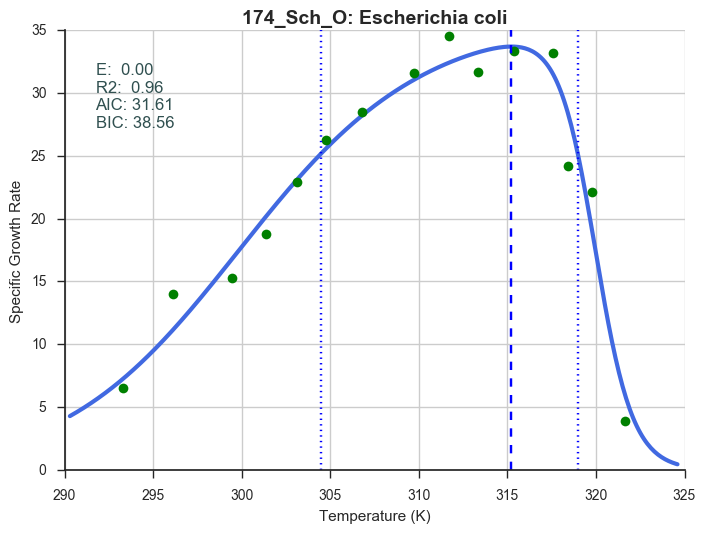 174_Sch_O: Escherichia coli
E:  0.00
R2:  0.96
AIC: 31.61
BIC: 38.56
Specific Growth Rate
35
30
25
20
15
10
5
0
290 295 300 305 310 315 320 325
Temperature (K)